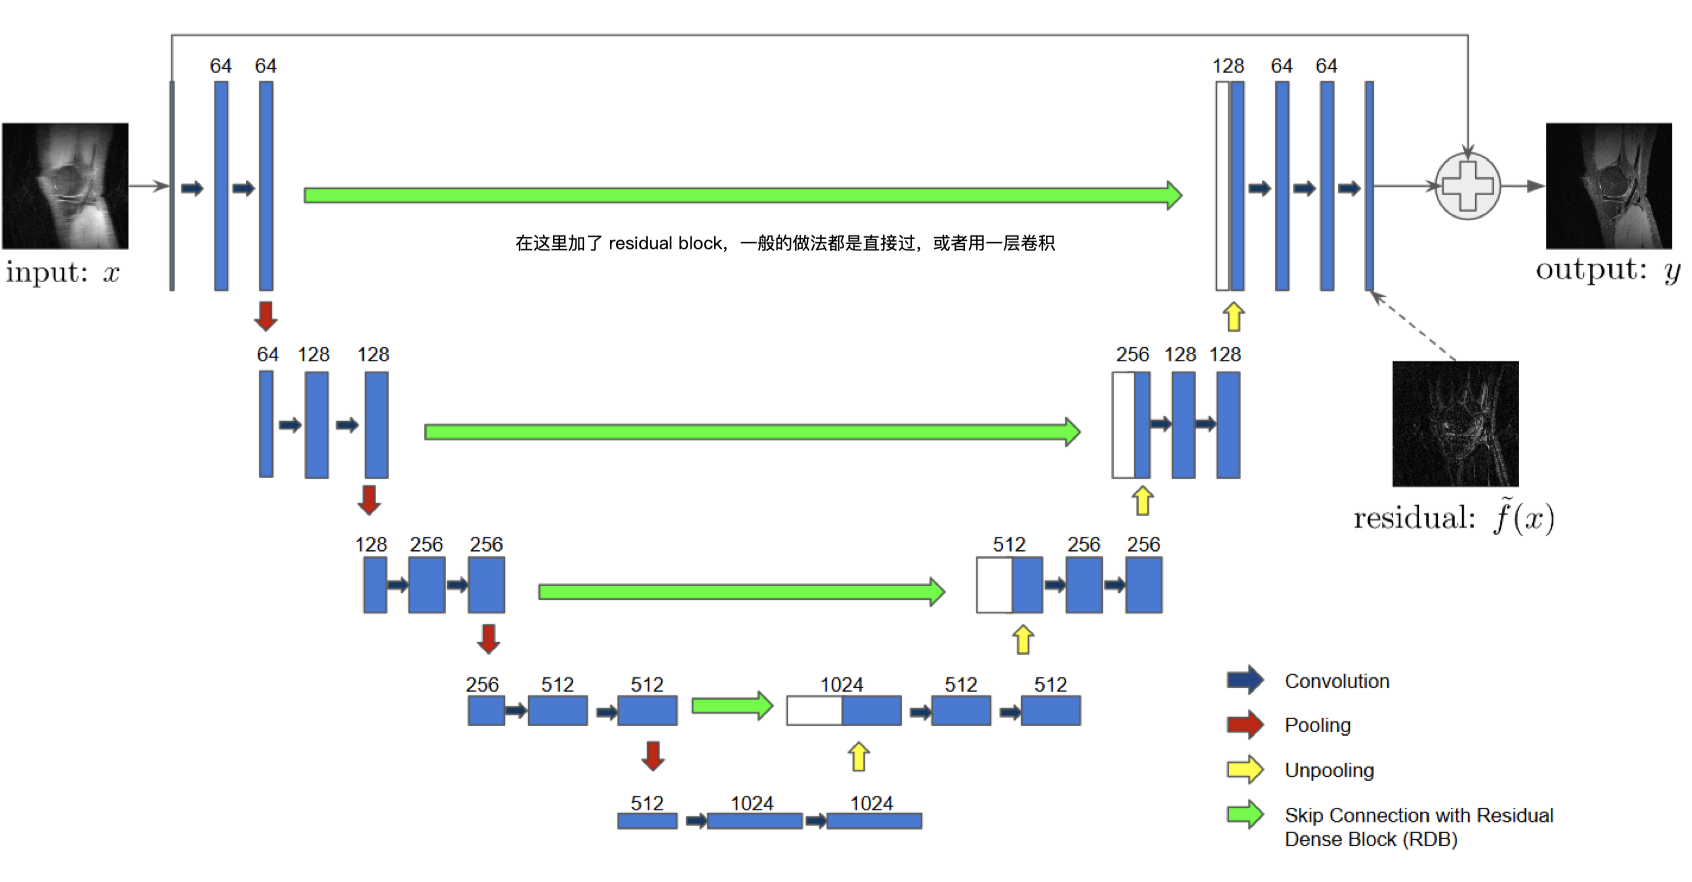 64 64
128 64 64
input: x
output: y
在这里加了 residual block，一般的做法都是直接过，或者用一层卷积
64 128 128
256 128 128
residual: f̃(x)
128 256 256
512 256 256
256 512 512
1024 512 512
512 1024 1024
Convolution
Pooling
Unpooling
Skip Connection with Residual
Dense Block (RDB)